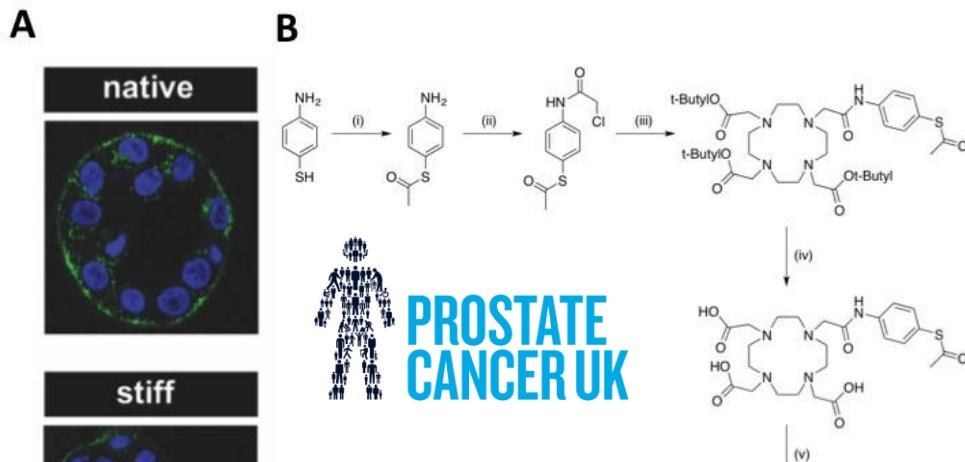 A
native
stiff
B
NH₂
SH
(i)
NH₂
O
S
(ii)
O
HN
Cl
S
O
(iii)
t-ButylO
O
N
N
H
N
O
S
O
t-ButylO
O
N
N
Ot-Butyl
O
(iv)
HO
O
N
N
H
N
O
S
O
HO
O
N
N
OH
O
(v)
PROSTATE
CANCER UK